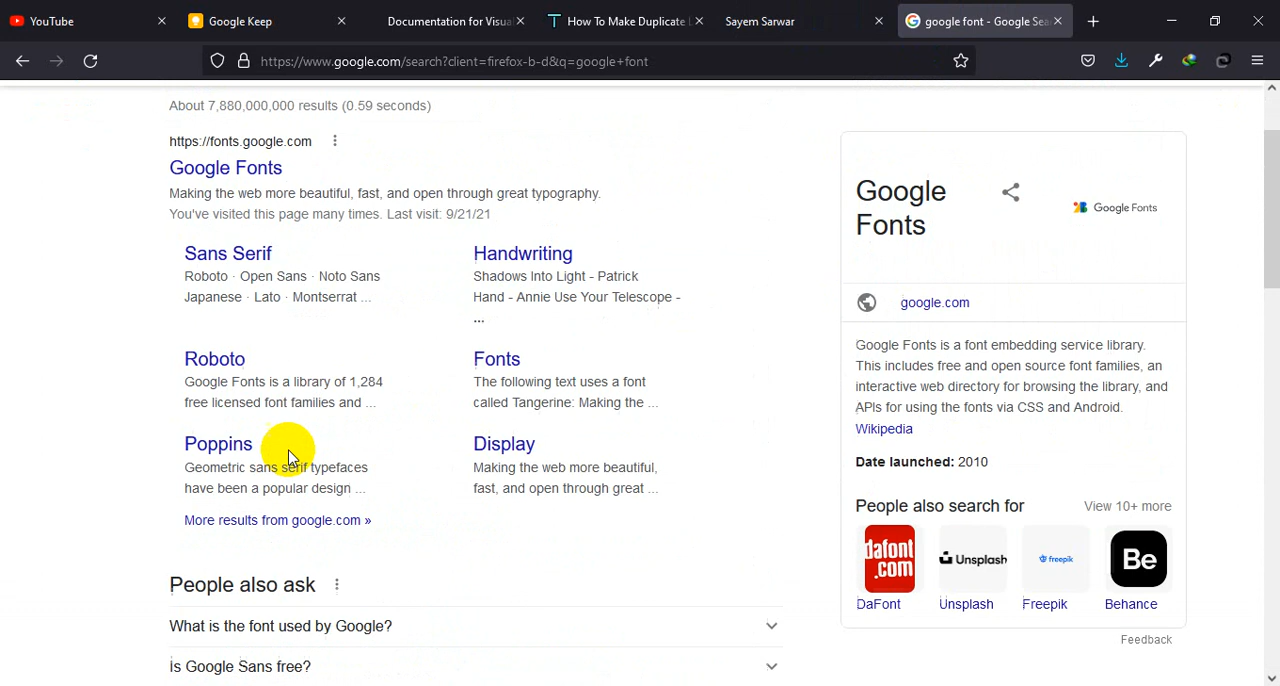 YouTube
Google Keep
Documentation for Visua
How To Make Duplicate L
Sayem Sarwar
google font - Google Sea
https://www.google.com/search?client=firefox-b-d&q=google+font
About 7,880,000,000 results (0.59 seconds)
https://fonts.google.com
Google Fonts
Making the web more beautiful, fast, and open through great typography.
You've visited this page many times. Last visit: 9/21/21
Sans Serif
Roboto · Open Sans · Noto Sans
Japanese · Lato · Montserrat ...
Handwriting
Shadows Into Light - Patrick
Hand - Annie Use Your Telescope -
...
Roboto
Google Fonts is a library of 1,284
free licensed font families and ...
Fonts
The following text uses a font
called Tangerine: Making the ...
Poppins
Geometric sans serif typefaces
have been a popular design ...
Display
Making the web more beautiful,
fast, and open through great ...
More results from google.com »
People also ask
What is the font used by Google?
Is Google Sans free?
Google
Fonts
Google Fonts
google.com
Google Fonts is a font embedding service library.
This includes free and open source font families, an
interactive web directory for browsing the library, and
APIs for using the fonts via CSS and Android.
Wikipedia
Date launched: 2010
People also search for
View 10+ more
dafont
.com
Unsplash
freepik
Be
DaFont
Unsplash
Freepik
Behance
Feedback